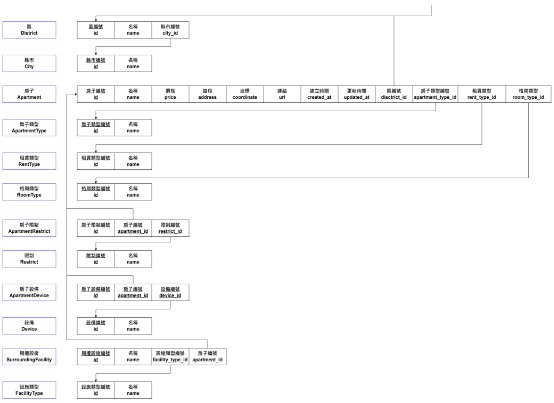 區
District
區編號
id
名稱
name
縣市編號
city_id
縣市
City
縣市編號
id
名稱
name
房子
Apartment
房子編號
id
名稱
name
價格
price
address
座標
coordinate
連結
url
建立時間
created_at
更新時間
updated_at
區編號
disctrict_id
房子類型編號
apartment_type_id
租賃類型
rent_type_id
格局類型
room_type_id
房子類型
ApartmentType
房子類型編號
id
名稱
name
租賃類型
RentType
租賃類型編號
id
名稱
name
格局類型
RoomType
格局類型編號
id
名稱
name
房子限制
ApartmentRestrict
房子限制編號
id
房子編號
apartment_id
限制編號
restrict_id
限制
Restrict
限制編號
id
名稱
name
房子設備
ApartmentDevice
房子設備編號
id
房子編號
apartment_id
設備編號
device_id
設備
Device
設備編號
id
名稱
name
周遭設施
SurroundingFacility
周遭設施編號
id
名稱
name
設施類型編號
facility_type_id
房子編號
apartment_id
設施類型
FacilityType
設施類型編號
id
名稱
name